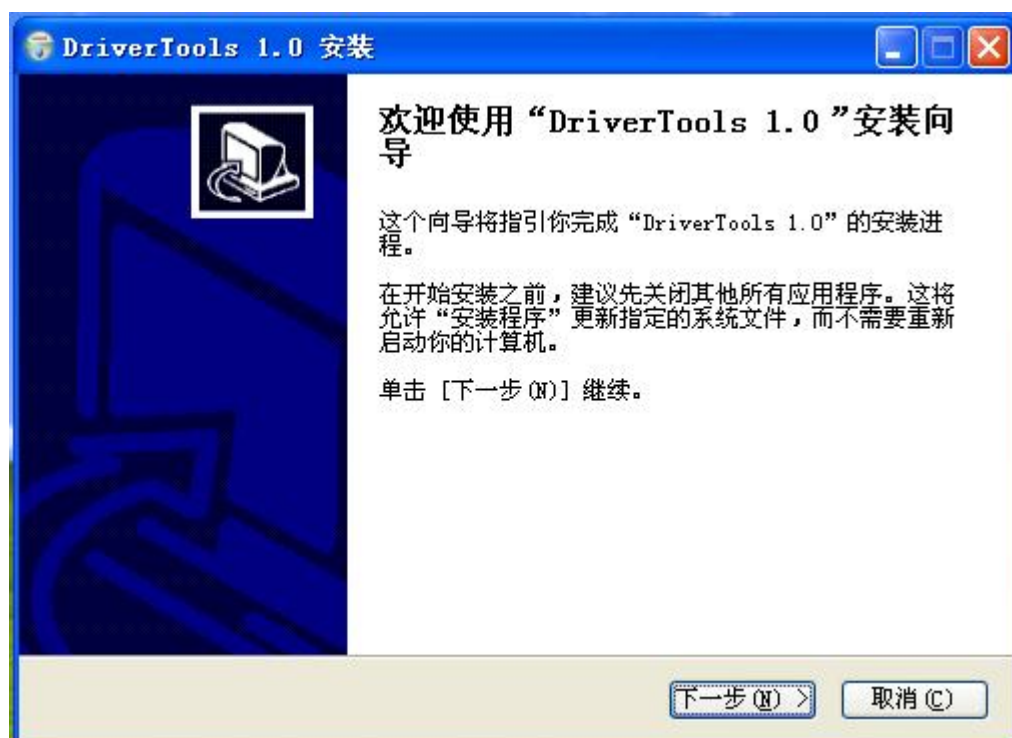 DriverTools 1.0 安装
欢迎使用“DriverTools 1.0”安装向
导
这个向导将指引你完成“DriverTools 1.0”的安装进
程。
在开始安装之前，建议先关闭其他所有应用程序。这将
允许“安装程序”更新指定的系统文件，而不需要重新
启动你的计算机。
单击 [下一步(N)] 继续。
下一步(N) >
取消(C)